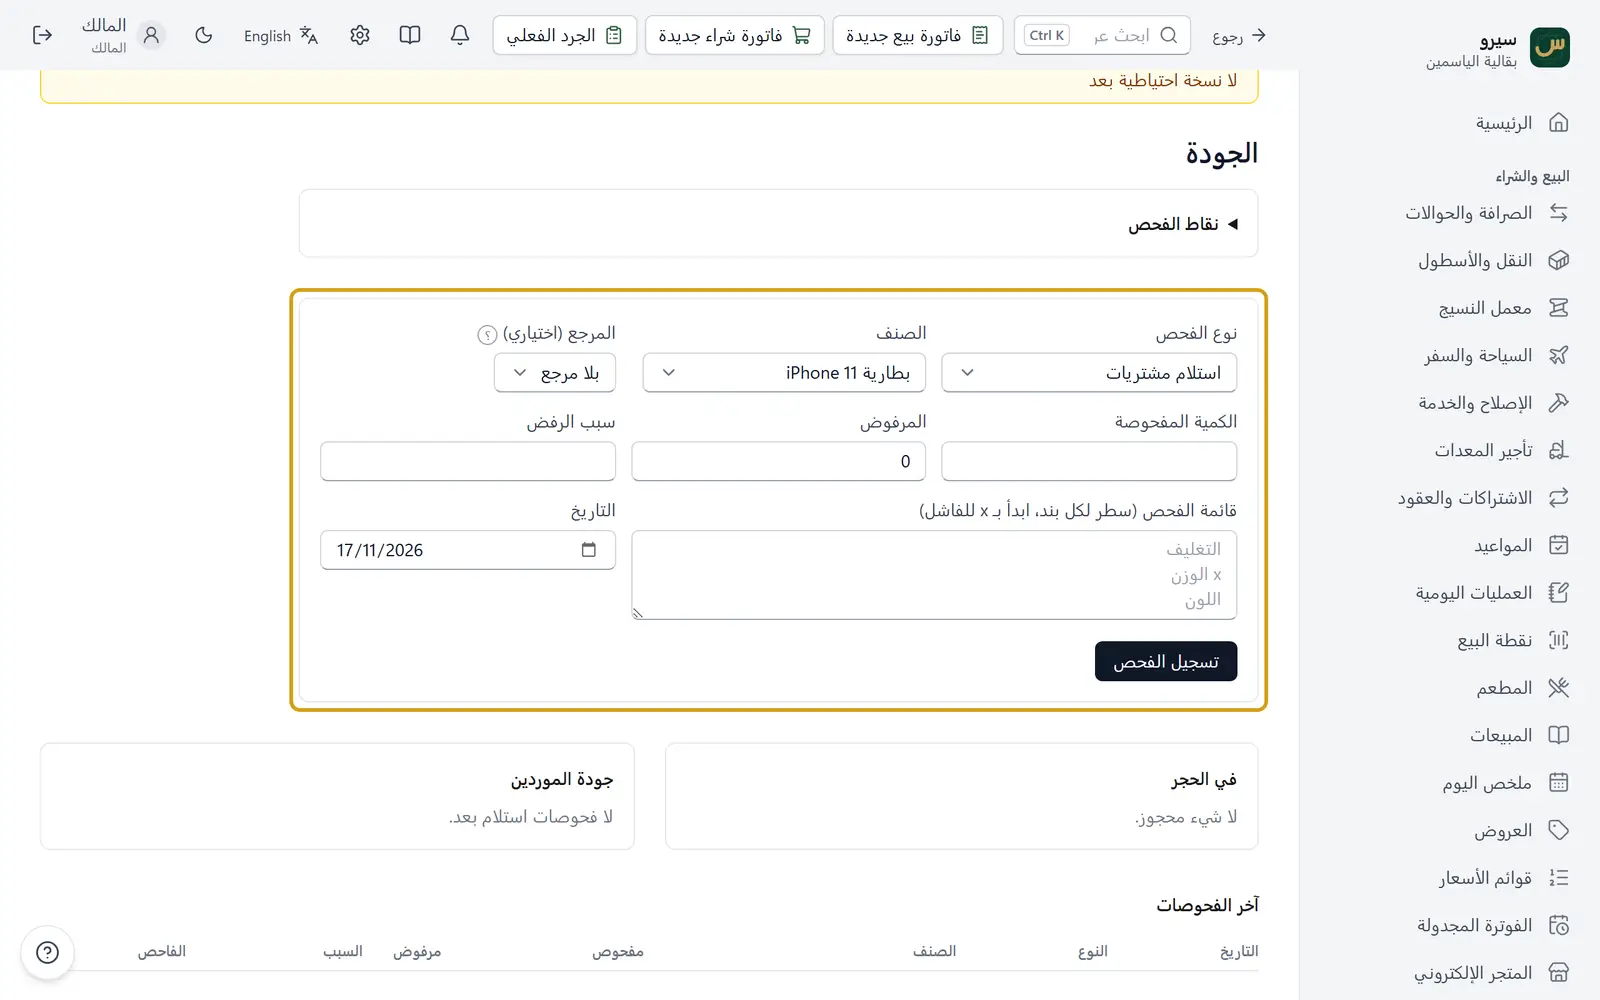 سيرو
بقالية الياسمين
رجوع
ابحث عر
Ctrl K
فاتورة بيع جديدة
فاتورة شراء جديدة
الجرد الفعلي
English
المالك
المالك
الرئيسية
البيع والشراء
الصرافة والحوالات
النقل والأسطول
معمل النسيج
السياحة والسفر
الإصلاح والخدمة
تأجير المعدات
الاشتراكات والعقود
المواعيد
العمليات اليومية
نقطة البيع
المطعم
المبيعات
ملخص اليوم
العروض
قوائم الأسعار
الفوترة المجدولة
المتجر الإلكتروني
لا نسخة احتياطية بعد
الجودة
نقاط الفحص
نوع الفحص
الصنف
المرجع (اختياري) ؟
استلام مشتريات
بطارية iPhone 11
بلا مرجع
الكمية المفحوصة
المرفوض
سبب الرفض
0
قائمة الفحص (سطر لكل بند، ابدأ بـ x للفاشل)
التاريخ
التغليف
x الوزن
اللون
17/11/2026
تسجيل الفحص
في الحجر
لا شيء محجوز.
جودة الموردين
لا فحوصات استلام بعد.
آخر الفحوصات
التاريخ
النوع
الصنف
مفحوص
مرفوض
السبب
الفاحص